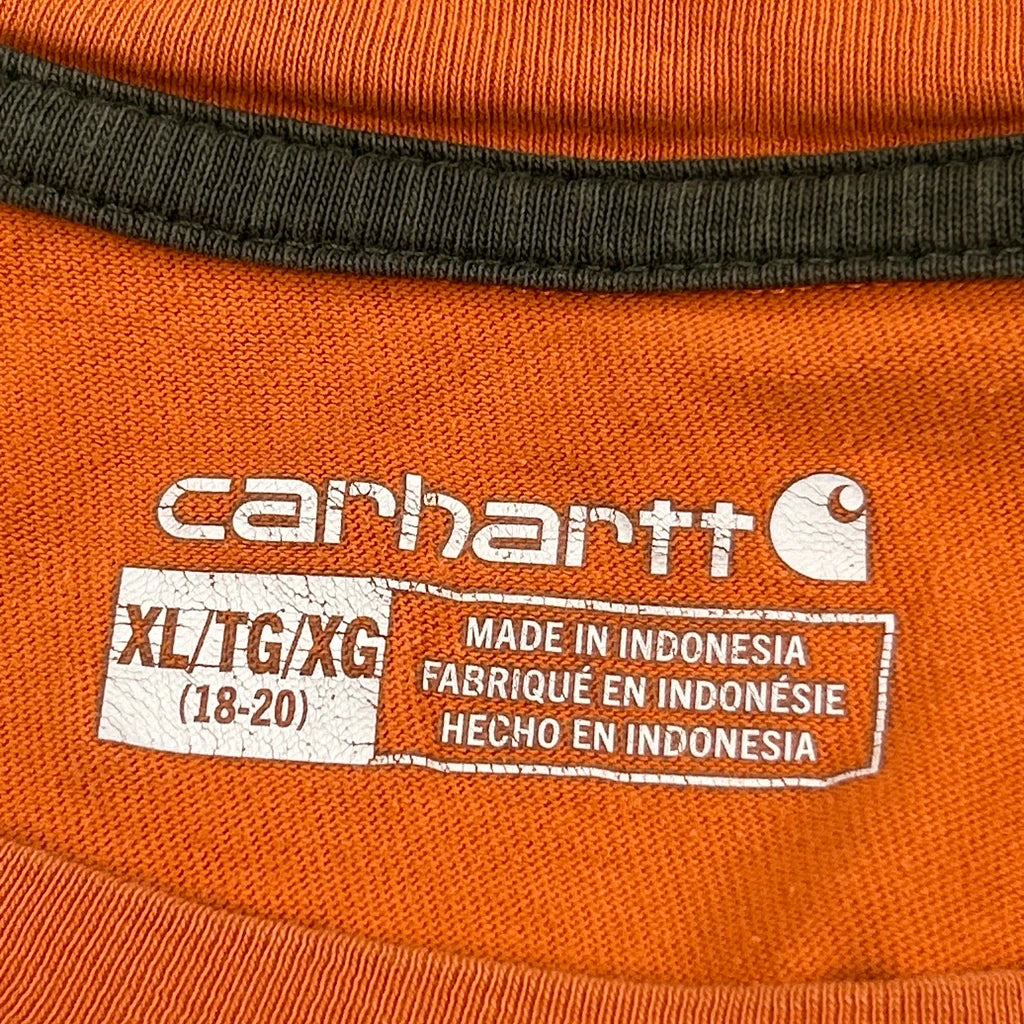 carhartt
XL/TG/XG
(18-20)
MADE IN INDONESIA
FABRIQUÉ EN INDONÉSIE
HECHO EN INDONESIA